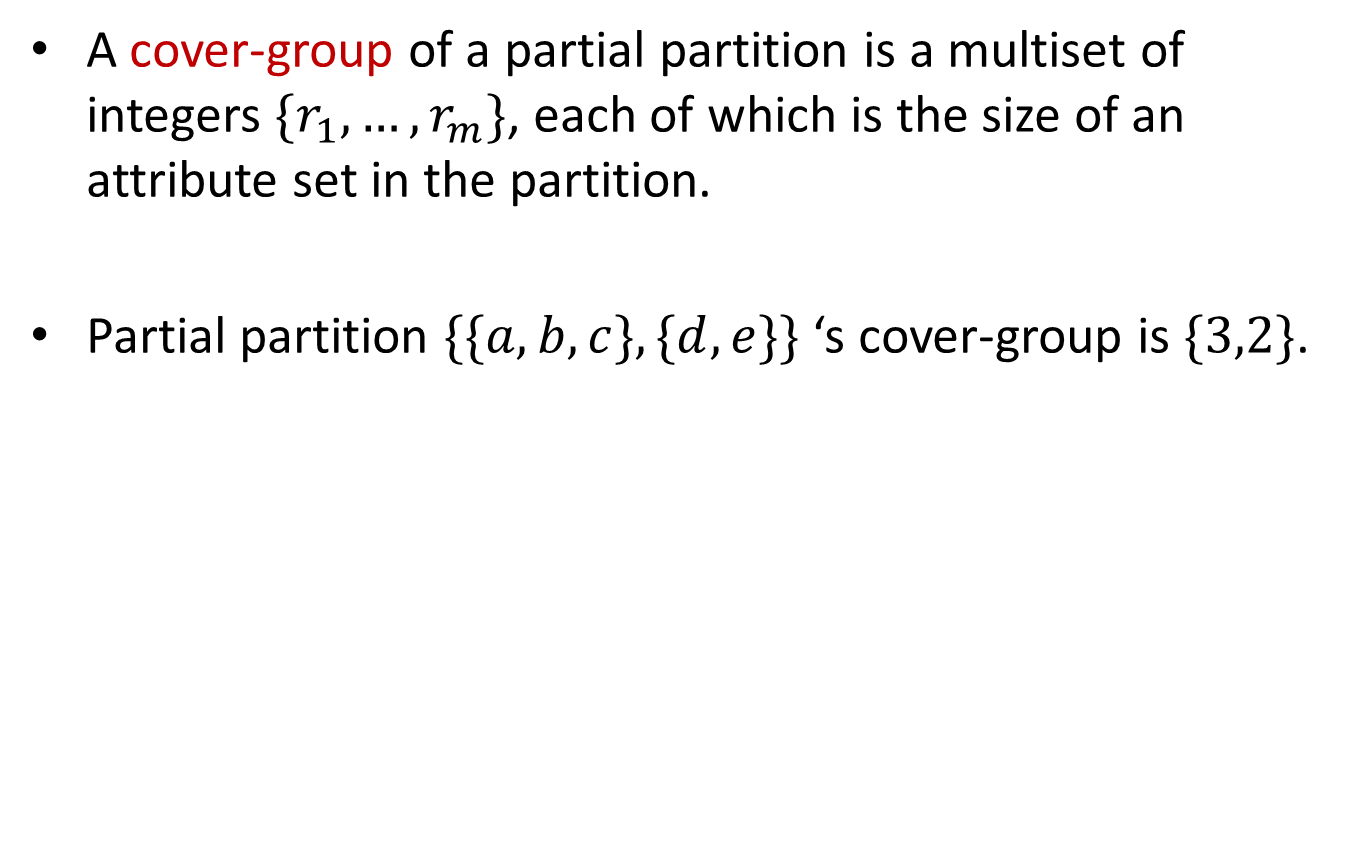 • A cover-group of a partial partition is a multiset of
integers {r₁, … , rₘ}, each of which is the size of an
attribute set in the partition.
• Partial partition {{a, b, c}, {d, e}} ‘s cover-group is {3,2}.